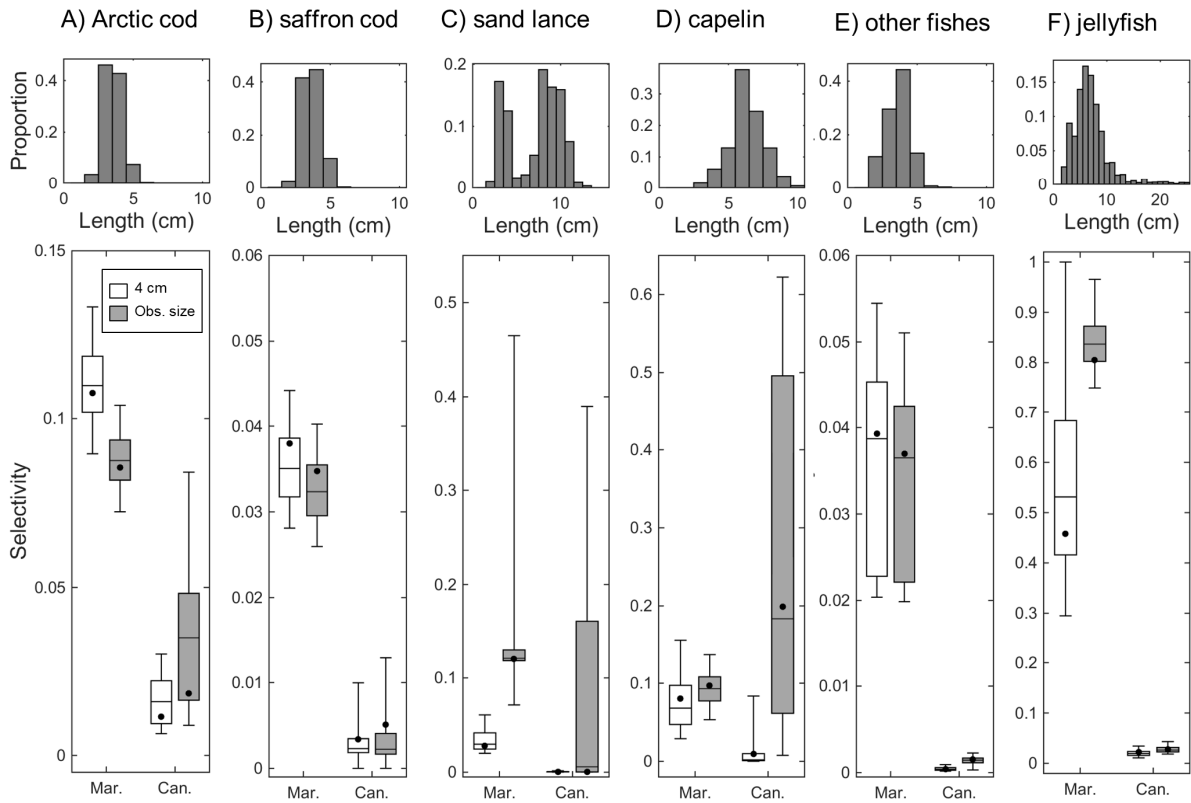 A) Arctic cod
B) saffron cod
C) sand lance
D) capelin
E) other fishes
F) jellyfish
Proportion
0.4
0.2
0
0 5 10
Length (cm)
0.4
0.2
0
0 5 10
Length (cm)
0.2
0.1
0
0 5 10
Length (cm)
0.3
0.2
0.1
0
0 5 10
Length (cm)
0.4
0.2
0
0 5 10
Length (cm)
0.15
0.1
0.05
0
0 10 20
Length (cm)
Selectivity
0.15
0.1
0.05
0
4 cm
Obs. size
Mar. Can.
0.06
0.05
0.04
0.03
0.02
0.01
0
Mar. Can.
0.5
0.4
0.3
0.2
0.1
0
Mar. Can.
0.6
0.5
0.4
0.3
0.2
0.1
0
Mar. Can.
0.06
0.05
0.04
0.03
0.02
0.01
0
Mar. Can.
1
0.9
0.8
0.7
0.6
0.5
0.4
0.3
0.2
0.1
0
Mar. Can.